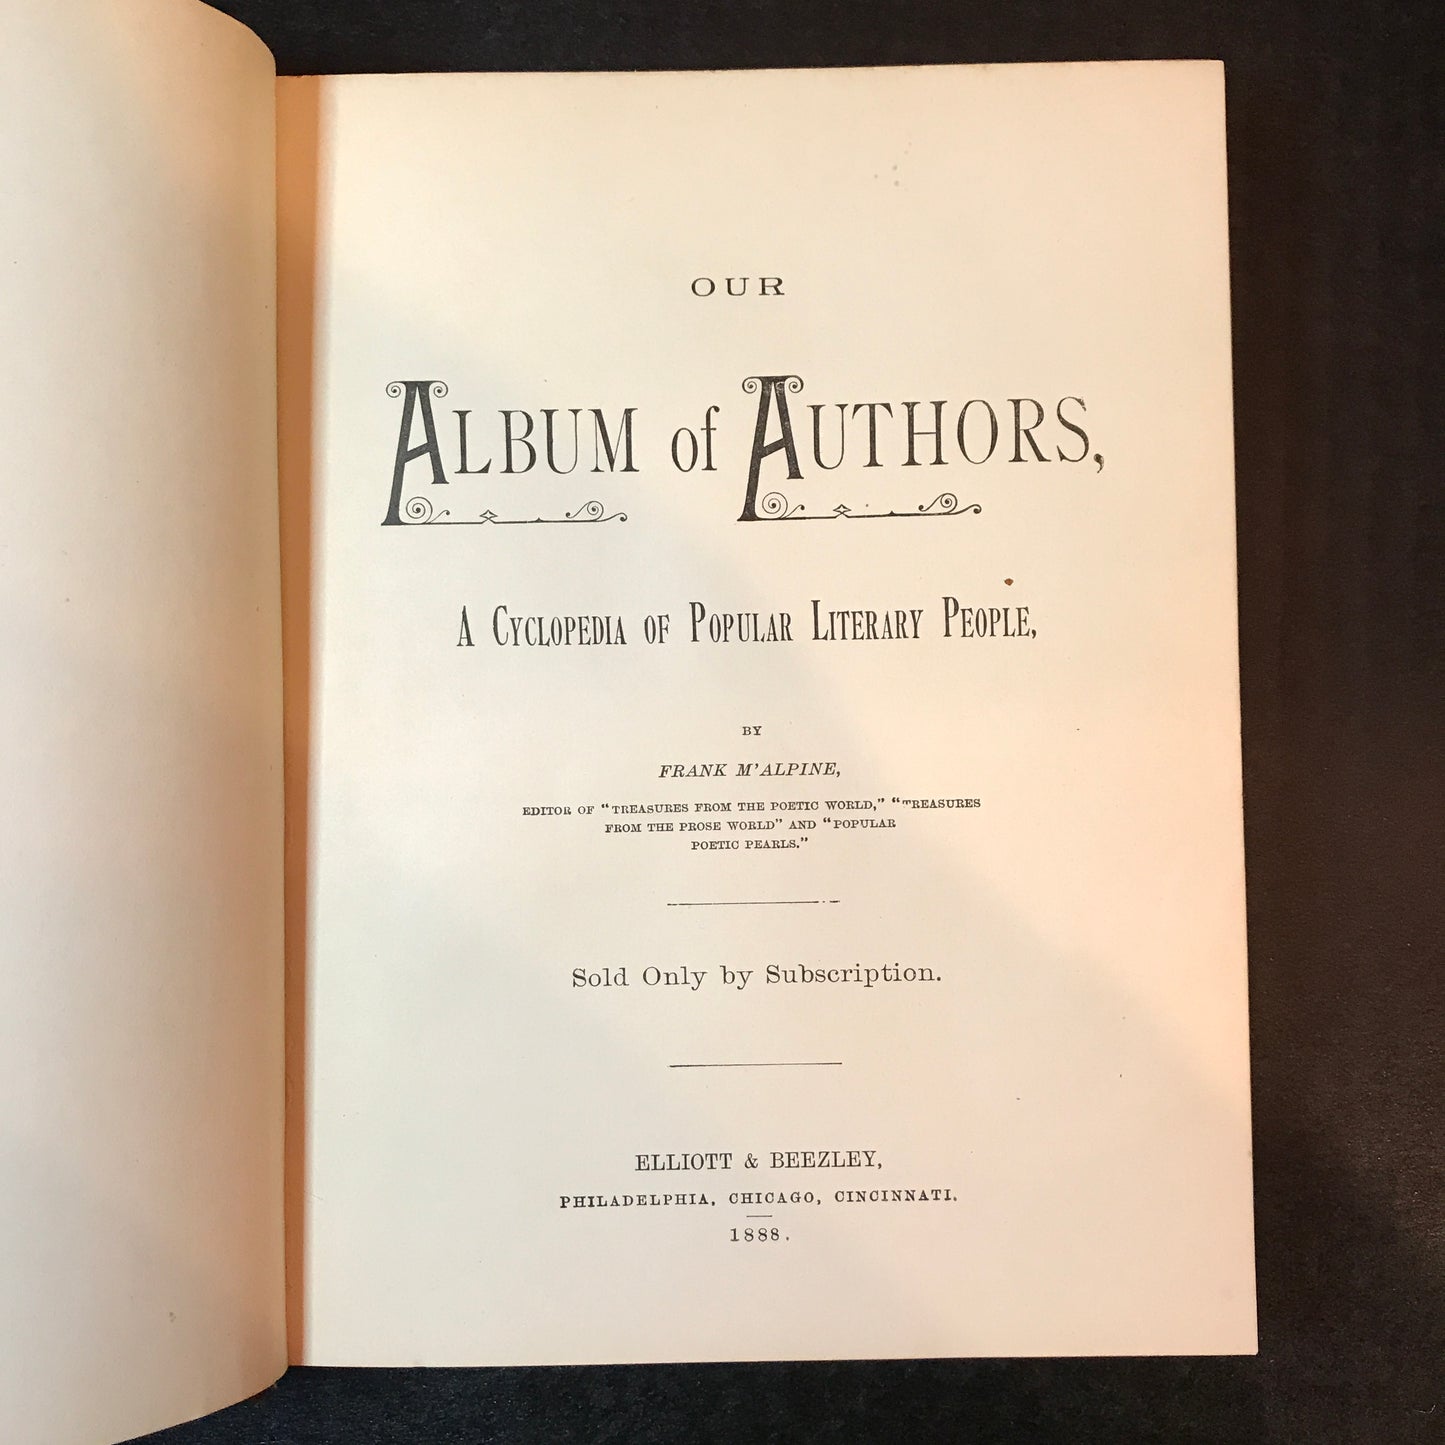 OUR
ALBUM of AUTHORS,
A CYCLOPEDIA OF POPULAR LITERARY PEOPLE,
BY
FRANK M'ALPINE,
EDITOR OF “TREASURES FROM THE POETIC WORLD,” “TREASURES
FROM THE PROSE WORLD” AND “POPULAR
POETIC PEARLS.”
Sold Only by Subscription.
ELLIOTT & BEEZLEY,
PHILADELPHIA, CHICAGO, CINCINNATI.
1888.